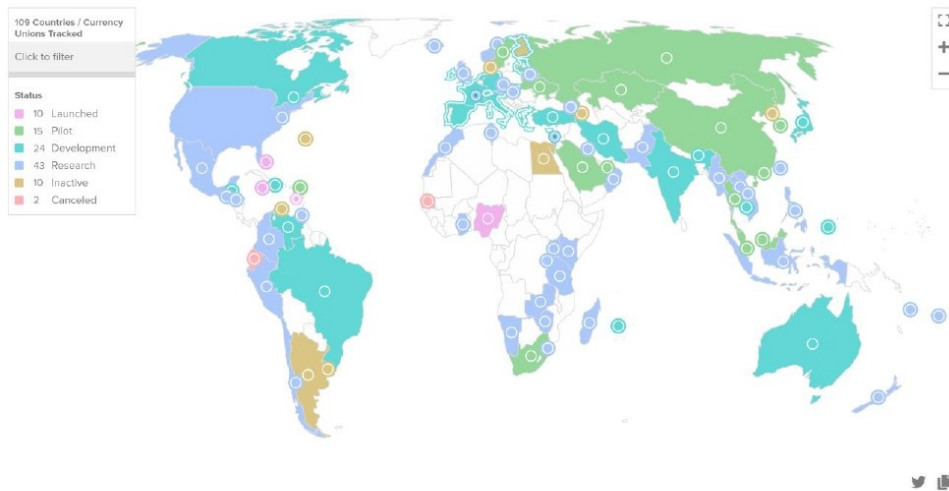 109 Countries / Currency
Unions Tracked
Click to filter
Status
10 Launched
15 Pilot
24 Development
43 Research
10 Inactive
2 Canceled